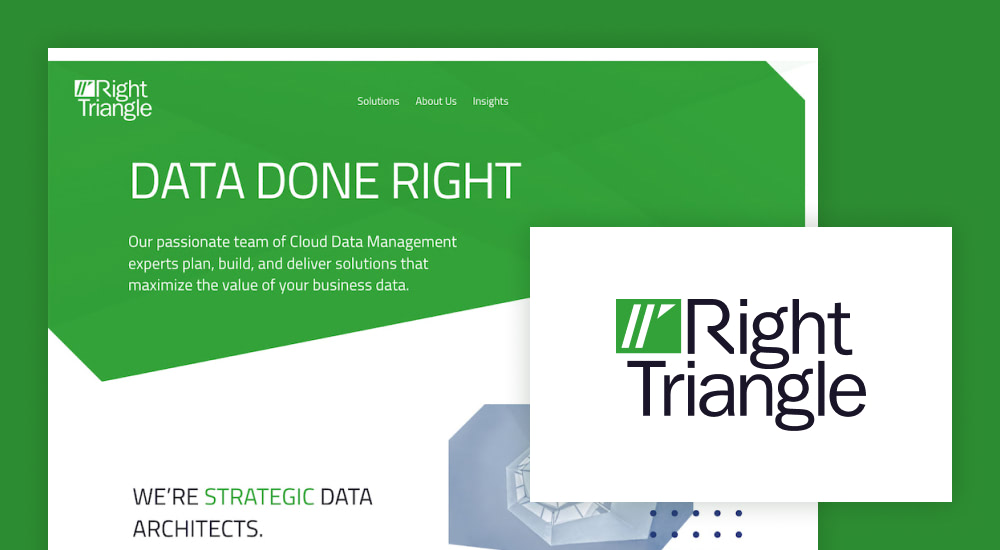 Right
Triangle
Solutions About Us Insights
DATA DONE RIGHT
Our passionate team of Cloud Data Management
experts plan, build, and deliver solutions that
maximize the value of your business data.
Right
Triangle
WE’RE STRATEGIC DATA
ARCHITECTS.